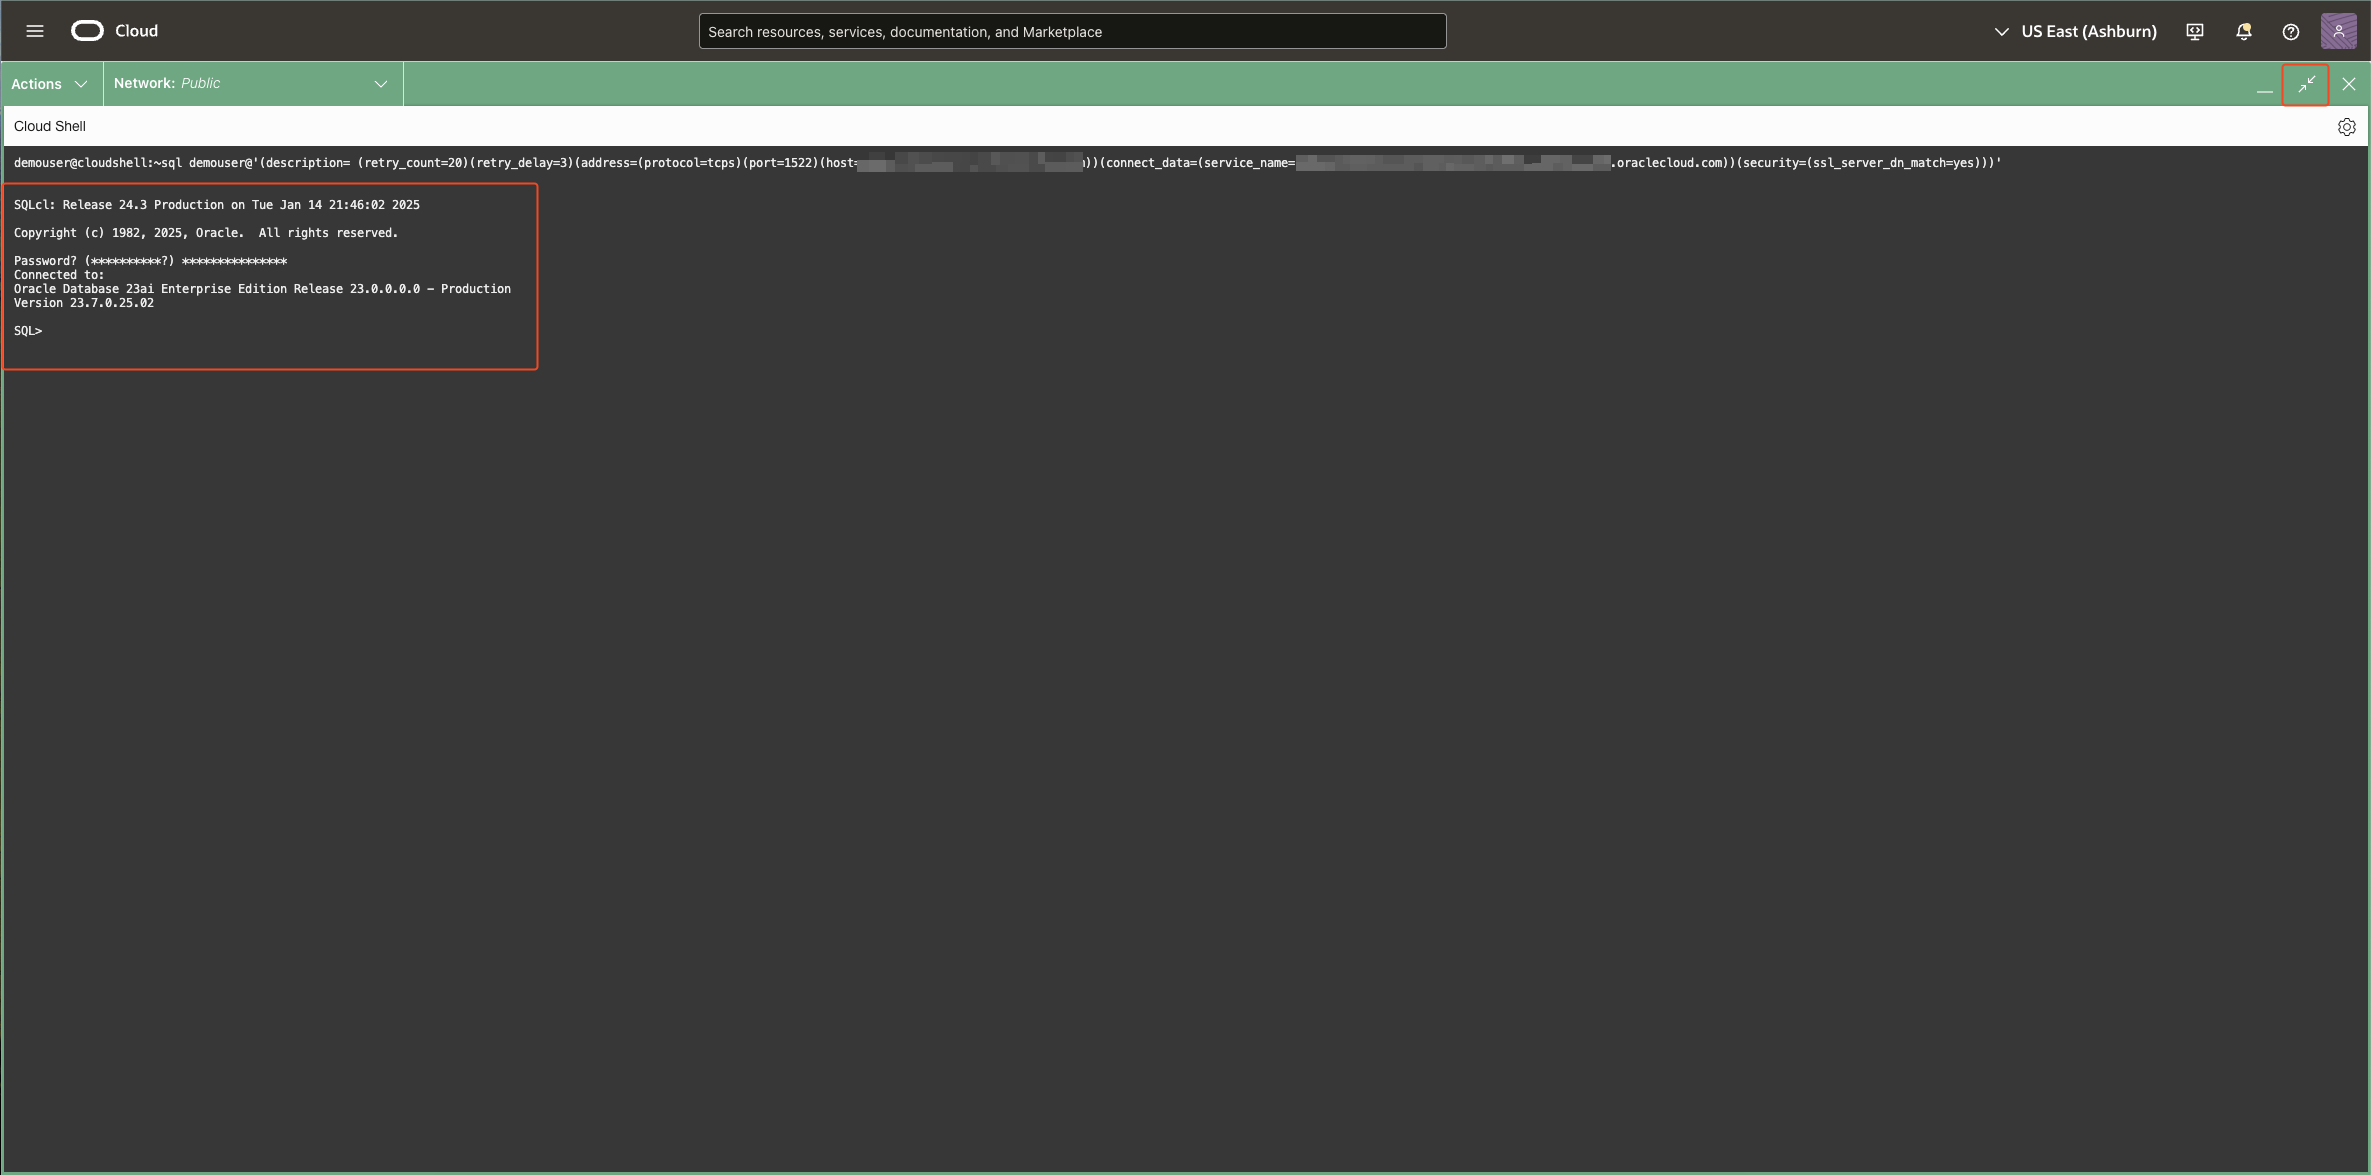 Cloud
Search resources, services, documentation, and Marketplace
US East (Ashburn)
Actions
Network: Public
Cloud Shell
demouser@cloudshell:~sql demouser@'(description= (retry_count=20)(retry_delay=3)(address=(protocol=tcps)(port=1522)(host= ))(connect_data=(service_name= .oraclecloud.com))(security=(ssl_server_dn_match=yes)))'
SQLcl: Release 24.3 Production on Tue Jan 14 21:46:02 2025
Copyright (c) 1982, 2025, Oracle.  All rights reserved.
Password? (**********?) ***************
Connected to:
Oracle Database 23ai Enterprise Edition Release 23.0.0.0.0 - Production
Version 23.7.0.25.02
SQL>